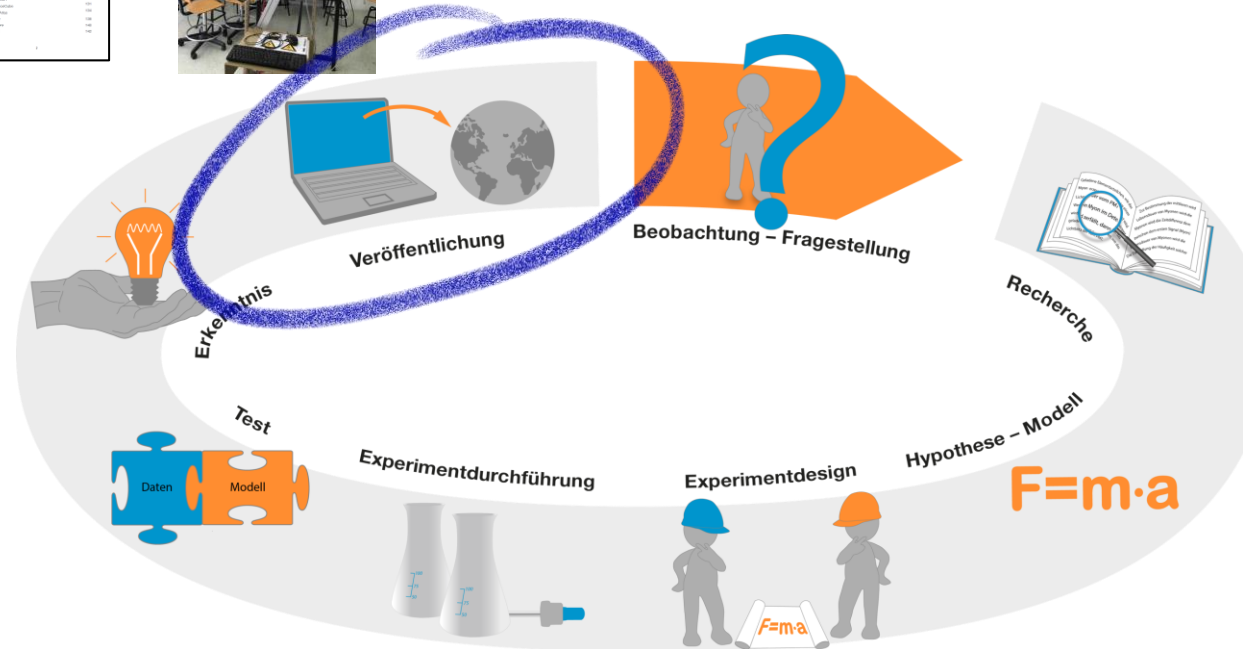 Veröffentlichung
Beobachtung – Fragestellung
Erkenntnis
Recherche
Test
Hypothese – Modell
Experimentdurchführung
Experimentdesign
Daten
Modell
F=m·a
F=m·a